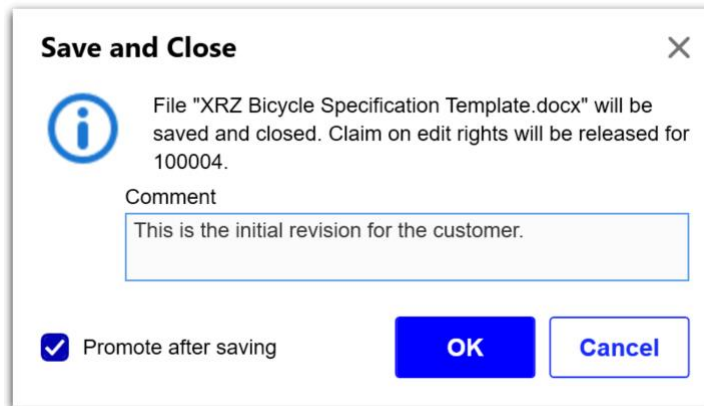 Save and Close
File "XRZ Bicycle Specification Template.docx" will be
saved and closed. Claim on edit rights will be released for
100004.
Comment
This is the initial revision for the customer.
Promote after saving
OK
Cancel